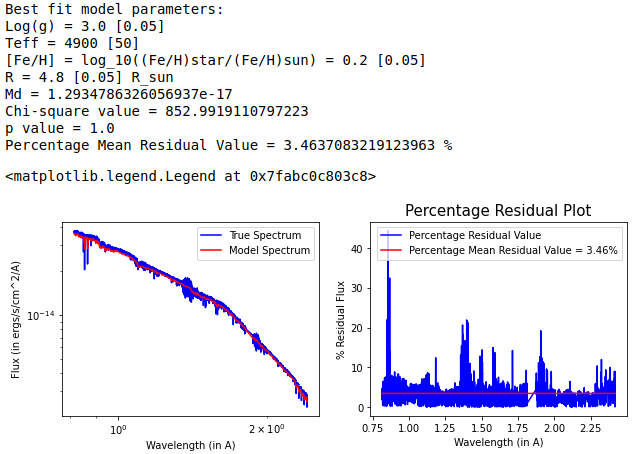 Best fit model parameters:
Log(g) = 3.0 [0.05]
Teff = 4900 [50]
[Fe/H] = log_10((Fe/H)star/(Fe/H)sun) = 0.2 [0.05]
R = 4.8 [0.05] R_sun
Md = 1.2934786326056937e-17
Chi-square value = 852.9919110797223
p value = 1.0
Percentage Mean Residual Value = 3.4637083219123963 %
<matplotlib.legend.Legend at 0x7fabc0c803c8>
True Spectrum
Model Spectrum
Flux (in ergs/s/cm^2/A)
10⁻¹⁴
10⁰
2 × 10⁰
Wavelength (in A)
Percentage Residual Plot
Percentage Residual Value
Percentage Mean Residual Value = 3.46%
% Residual Flux
40
30
20
10
0
0.75 1.00 1.25 1.50 1.75 2.00 2.25
Wavelength (in A)